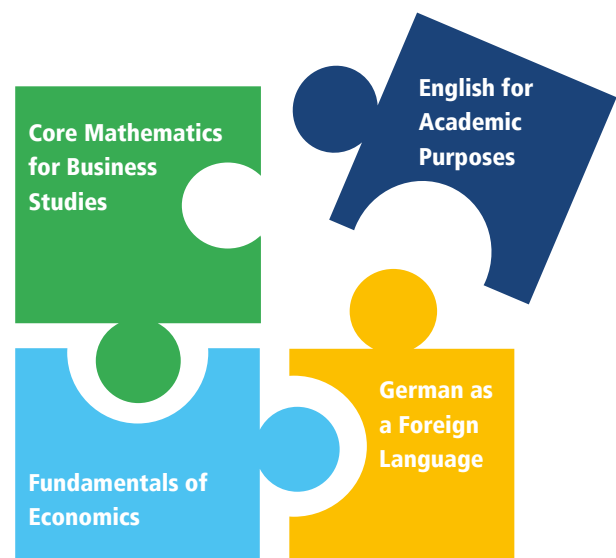 Core Mathematics
for Business
Studies
English for
Academic
Purposes
Fundamentals of
Economics
German as
a Foreign
Language